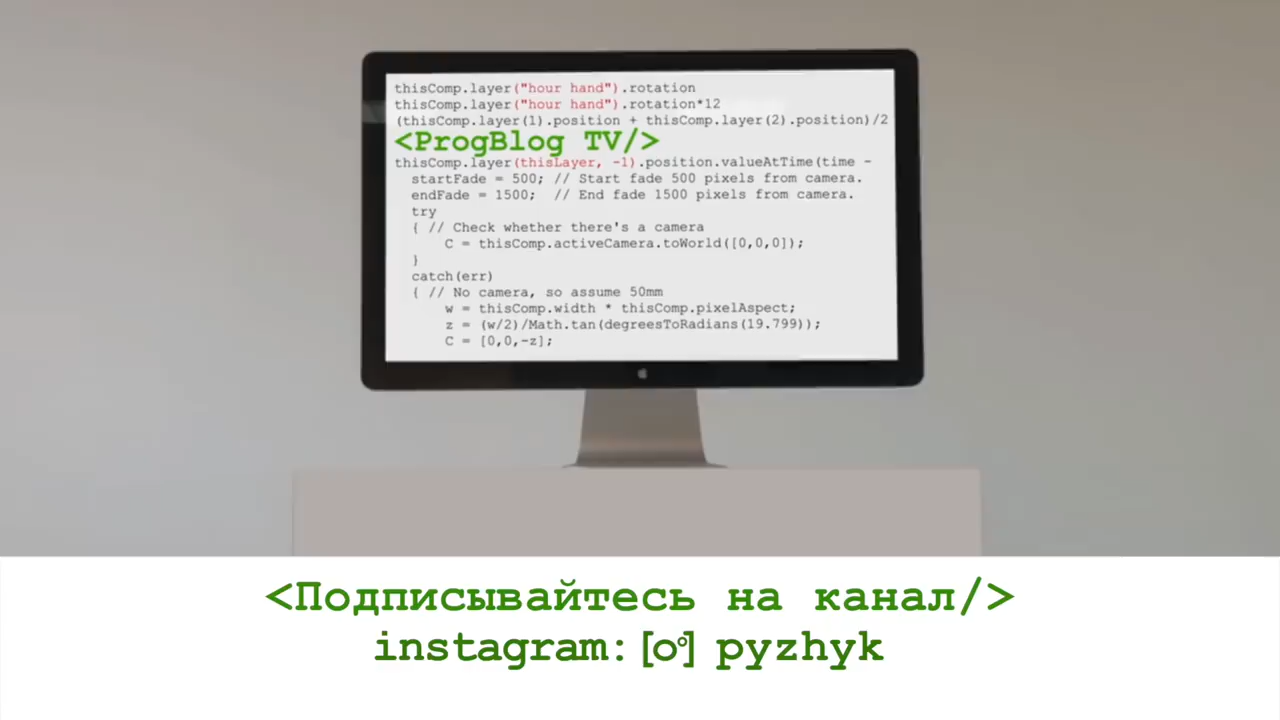 thisComp.layer("hour hand").rotation
thisComp.layer("hour hand").rotation*12
(thisComp.layer(1).position + thisComp.layer(2).position)/2
<ProgBlog TV/>
thisComp.layer(thisLayer, -1).position.valueAtTime(time -
startFade = 500; // Start fade 500 pixels from camera.
endFade = 1500; // End fade 1500 pixels from camera.
try
{ // Check whether there's a camera
C = thisComp.activeCamera.toWorld([0,0,0]);
}
catch(err)
{ // No camera, so assume 50mm
w = thisComp.width * thisComp.pixelAspect;
z = (w/2)/Math.tan(degreesToRadians(19.799));
C = [0,0,-z];
<Подписывайтесь на канал/>
instagram:[o°] pyzhyk